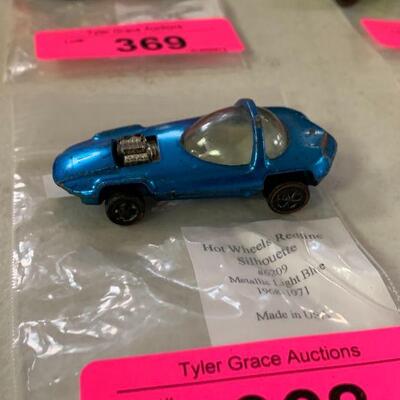 Tyler Grace Auctions
369
Hot Wheels Redline
Silhouette
#6209
Metallic Light Blue
1968-1971
Made in USA
Tyler Grace Auctions